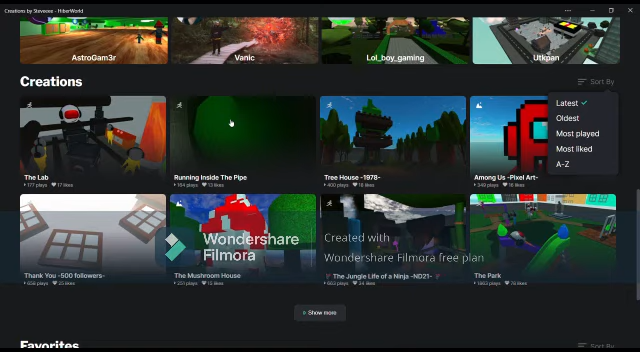 Creations by Steveeee - HiberWorld
AstroGam3r
Vanic
Lol_boy_gaming
Utkpan
Creations
Sort By
Latest
Oldest
Most played
Most liked
A-Z
The Lab
177 plays 17 likes
Running Inside The Pipe
164 plays 13 likes
Tree House -1978-
400 plays 18 likes
Among Us -Pixel Art-
349 plays 16 likes
Wondershare
Filmora
Created with
Wondershare Filmora free plan
Thank You -500 followers-
The Mushroom House
The Jungle Life of a Ninja -ND21-
The Park
Show more
Favorites
Sort By